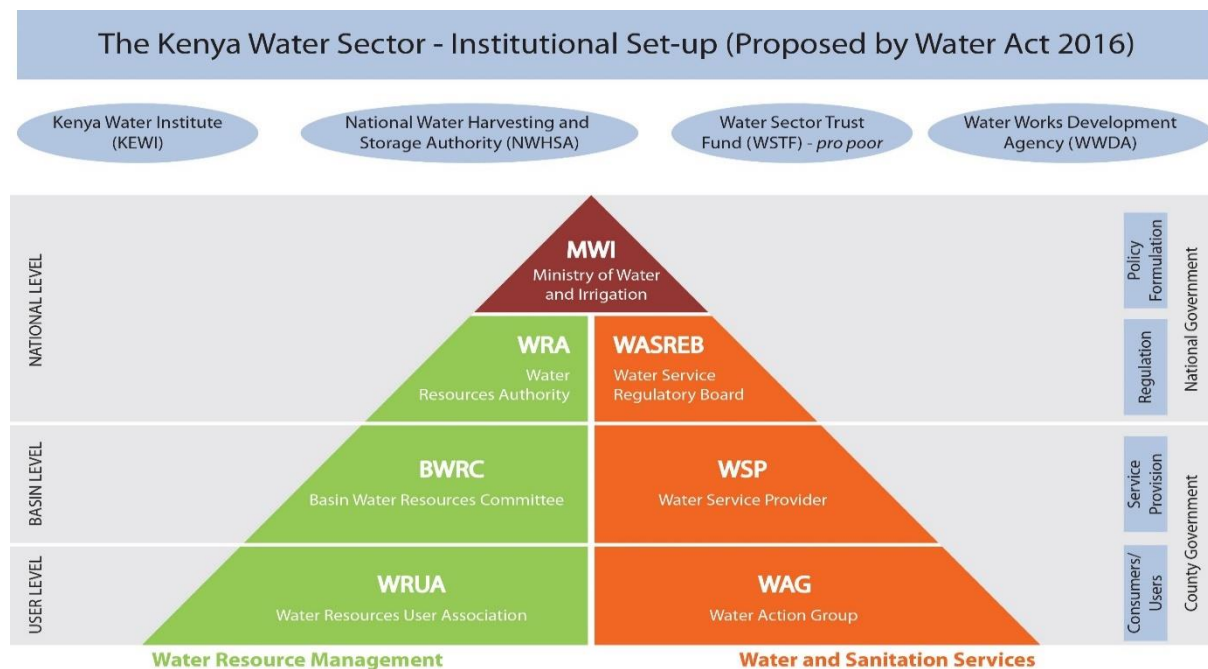 The Kenya Water Sector - Institutional Set-up (Proposed by Water Act 2016)
Kenya Water Institute
(KEWI)
National Water Harvesting and
Storage Authority (NWHSA)
Water Sector Trust
Fund (WSTF) - pro poor
Water Works Development
Agency (WWDA)
NATIONAL LEVEL
MWI
Ministry of Water
and Irrigation
Policy
Formulation
National Government
WRA
Water
Resources Authority
WASREB
Water Service
Regulatory Board
Regulation
BASIN LEVEL
BWRC
Basin Water Resources Committee
WSP
Water Service Provider
Service
Provision
County Government
USER LEVEL
WRUA
Water Resources User Association
WAG
Water Action Group
Consumers/
Users
Water Resource Management
Water and Sanitation Services